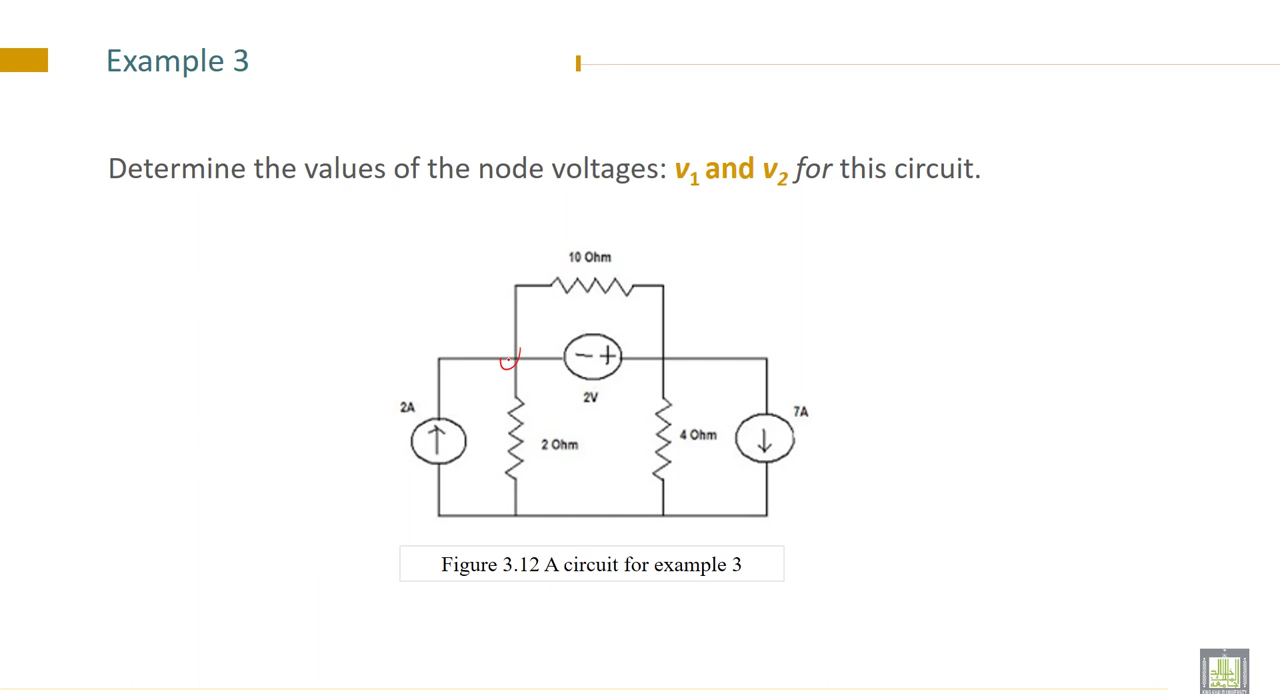 Example 3
Determine the values of the node voltages: v1 and v2 for this circuit.
10 Ohm
- +
2V
2A
2 Ohm
4 Ohm
7A
Figure 3.12 A circuit for example 3